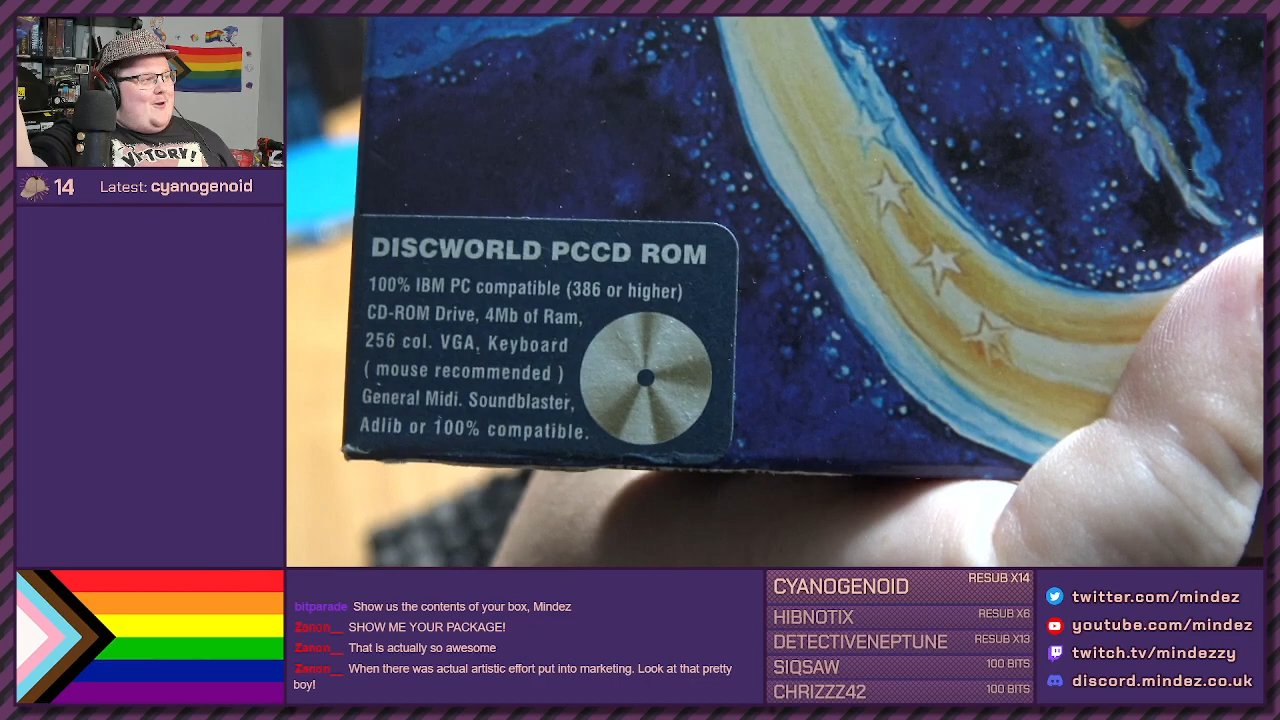 VICTORY!
14 Latest: cyanogenoid
DISCWORLD PCCD ROM
100% IBM PC compatible (386 or higher)
CD-ROM Drive, 4Mb of Ram,
256 col. VGA, Keyboard
( mouse recommended )
General Midi. Soundblaster,
Adlib or 100% compatible.
bitparade Show us the contents of your box, Mindez
Zanon__ SHOW ME YOUR PACKAGE!
Zanon__ That is actually so awesome
Zanon__ When there was actual artistic effort put into marketing. Look at that pretty
boy!
CYANOGENOID RESUB X14
HIBNOTIX RESUB X6
DETECTIVENEPTUNE RESUB X13
SIQSAW 100 BITS
CHRIZZZ42 100 BITS
twitter.com/mindez
youtube.com/mindez
twitch.tv/mindezzy
discord.mindez.co.uk